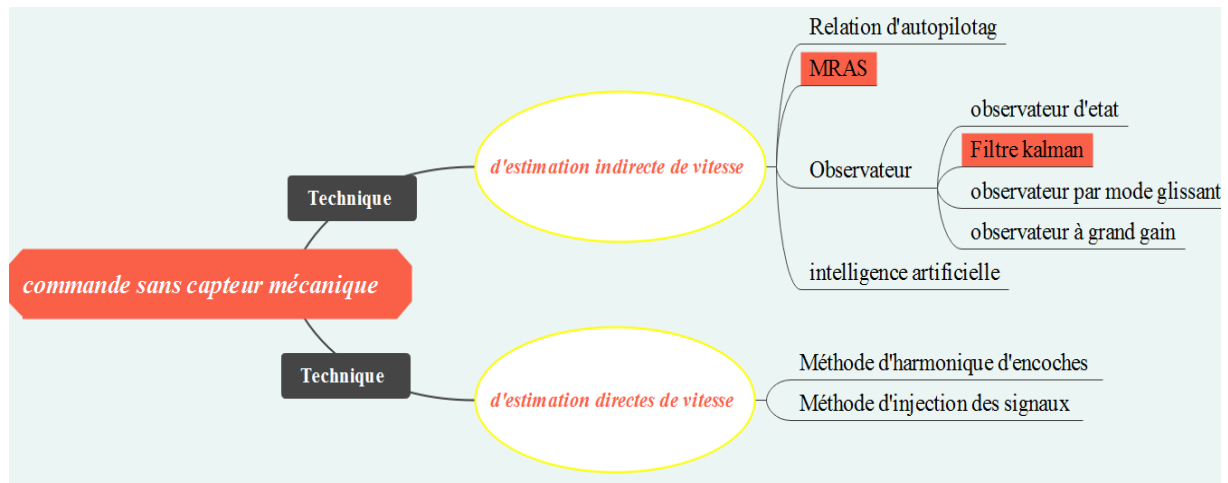 commande sans capteur mécanique
Technique
d'estimation indirecte de vitesse
Relation d'autopilotag
MRAS
Observateur
observateur d'etat
Filtre kalman
observateur par mode glissant
observateur à grand gain
intelligence artificielle
Technique
d'estimation directes de vitesse
Méthode d'harmonique d'encoches
Méthode d'injection des signaux